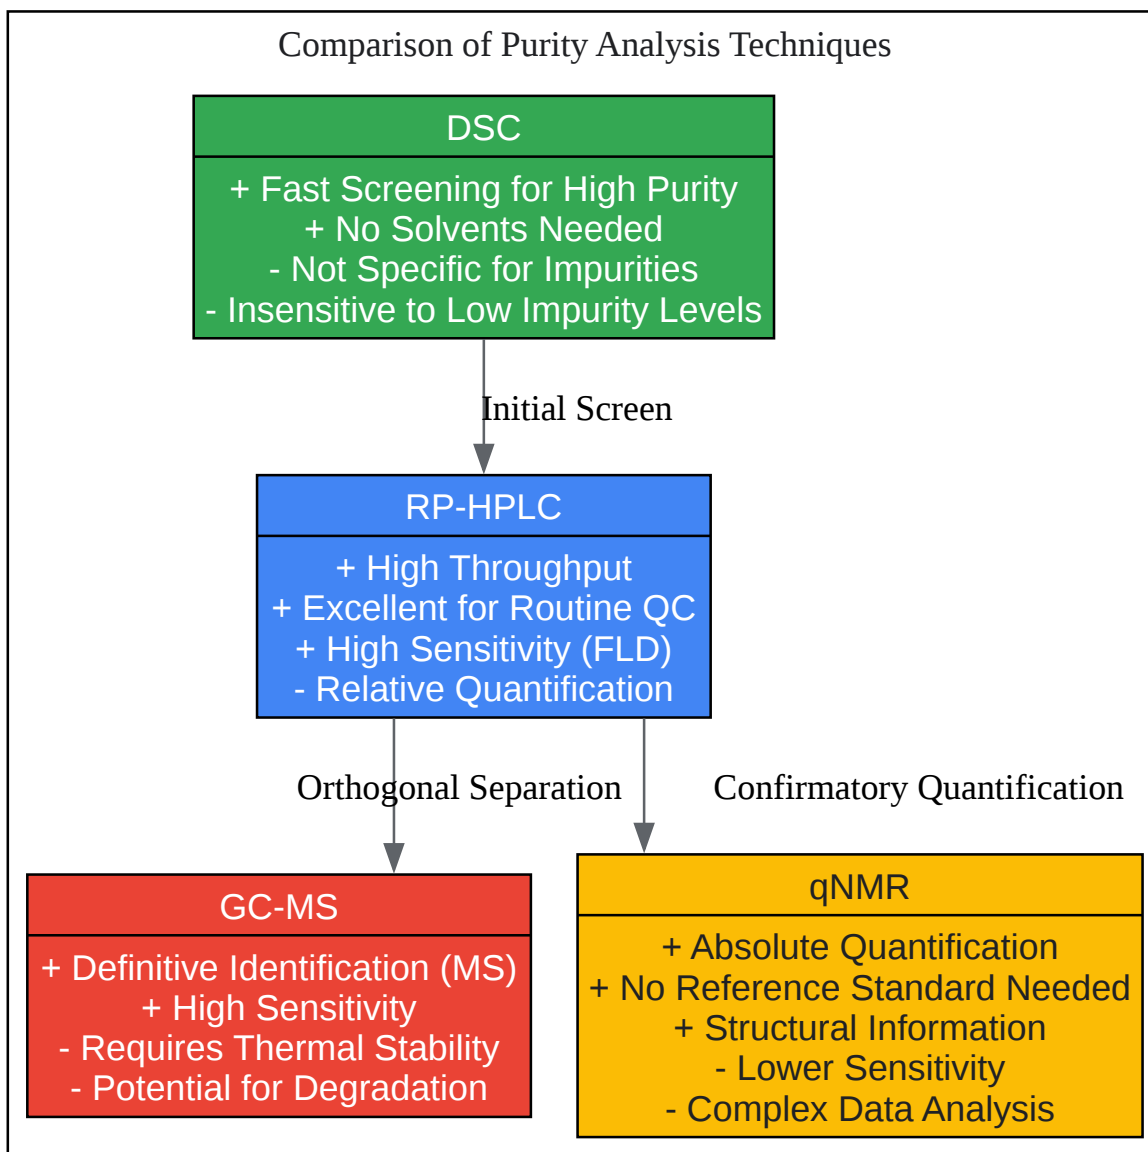 Comparison of Purity Analysis Techniques
DSC
+ Fast Screening for High Purity
+ No Solvents Needed
- Not Specific for Impurities
- Insensitive to Low Impurity Levels
Initial Screen
RP-HPLC
+ High Throughput
+ Excellent for Routine QC
+ High Sensitivity (FLD)
- Relative Quantification
Orthogonal Separation
Confirmatory Quantification
GC-MS
+ Definitive Identification (MS)
+ High Sensitivity
- Requires Thermal Stability
- Potential for Degradation
qNMR
+ Absolute Quantification
+ No Reference Standard Needed
+ Structural Information
- Lower Sensitivity
- Complex Data Analysis